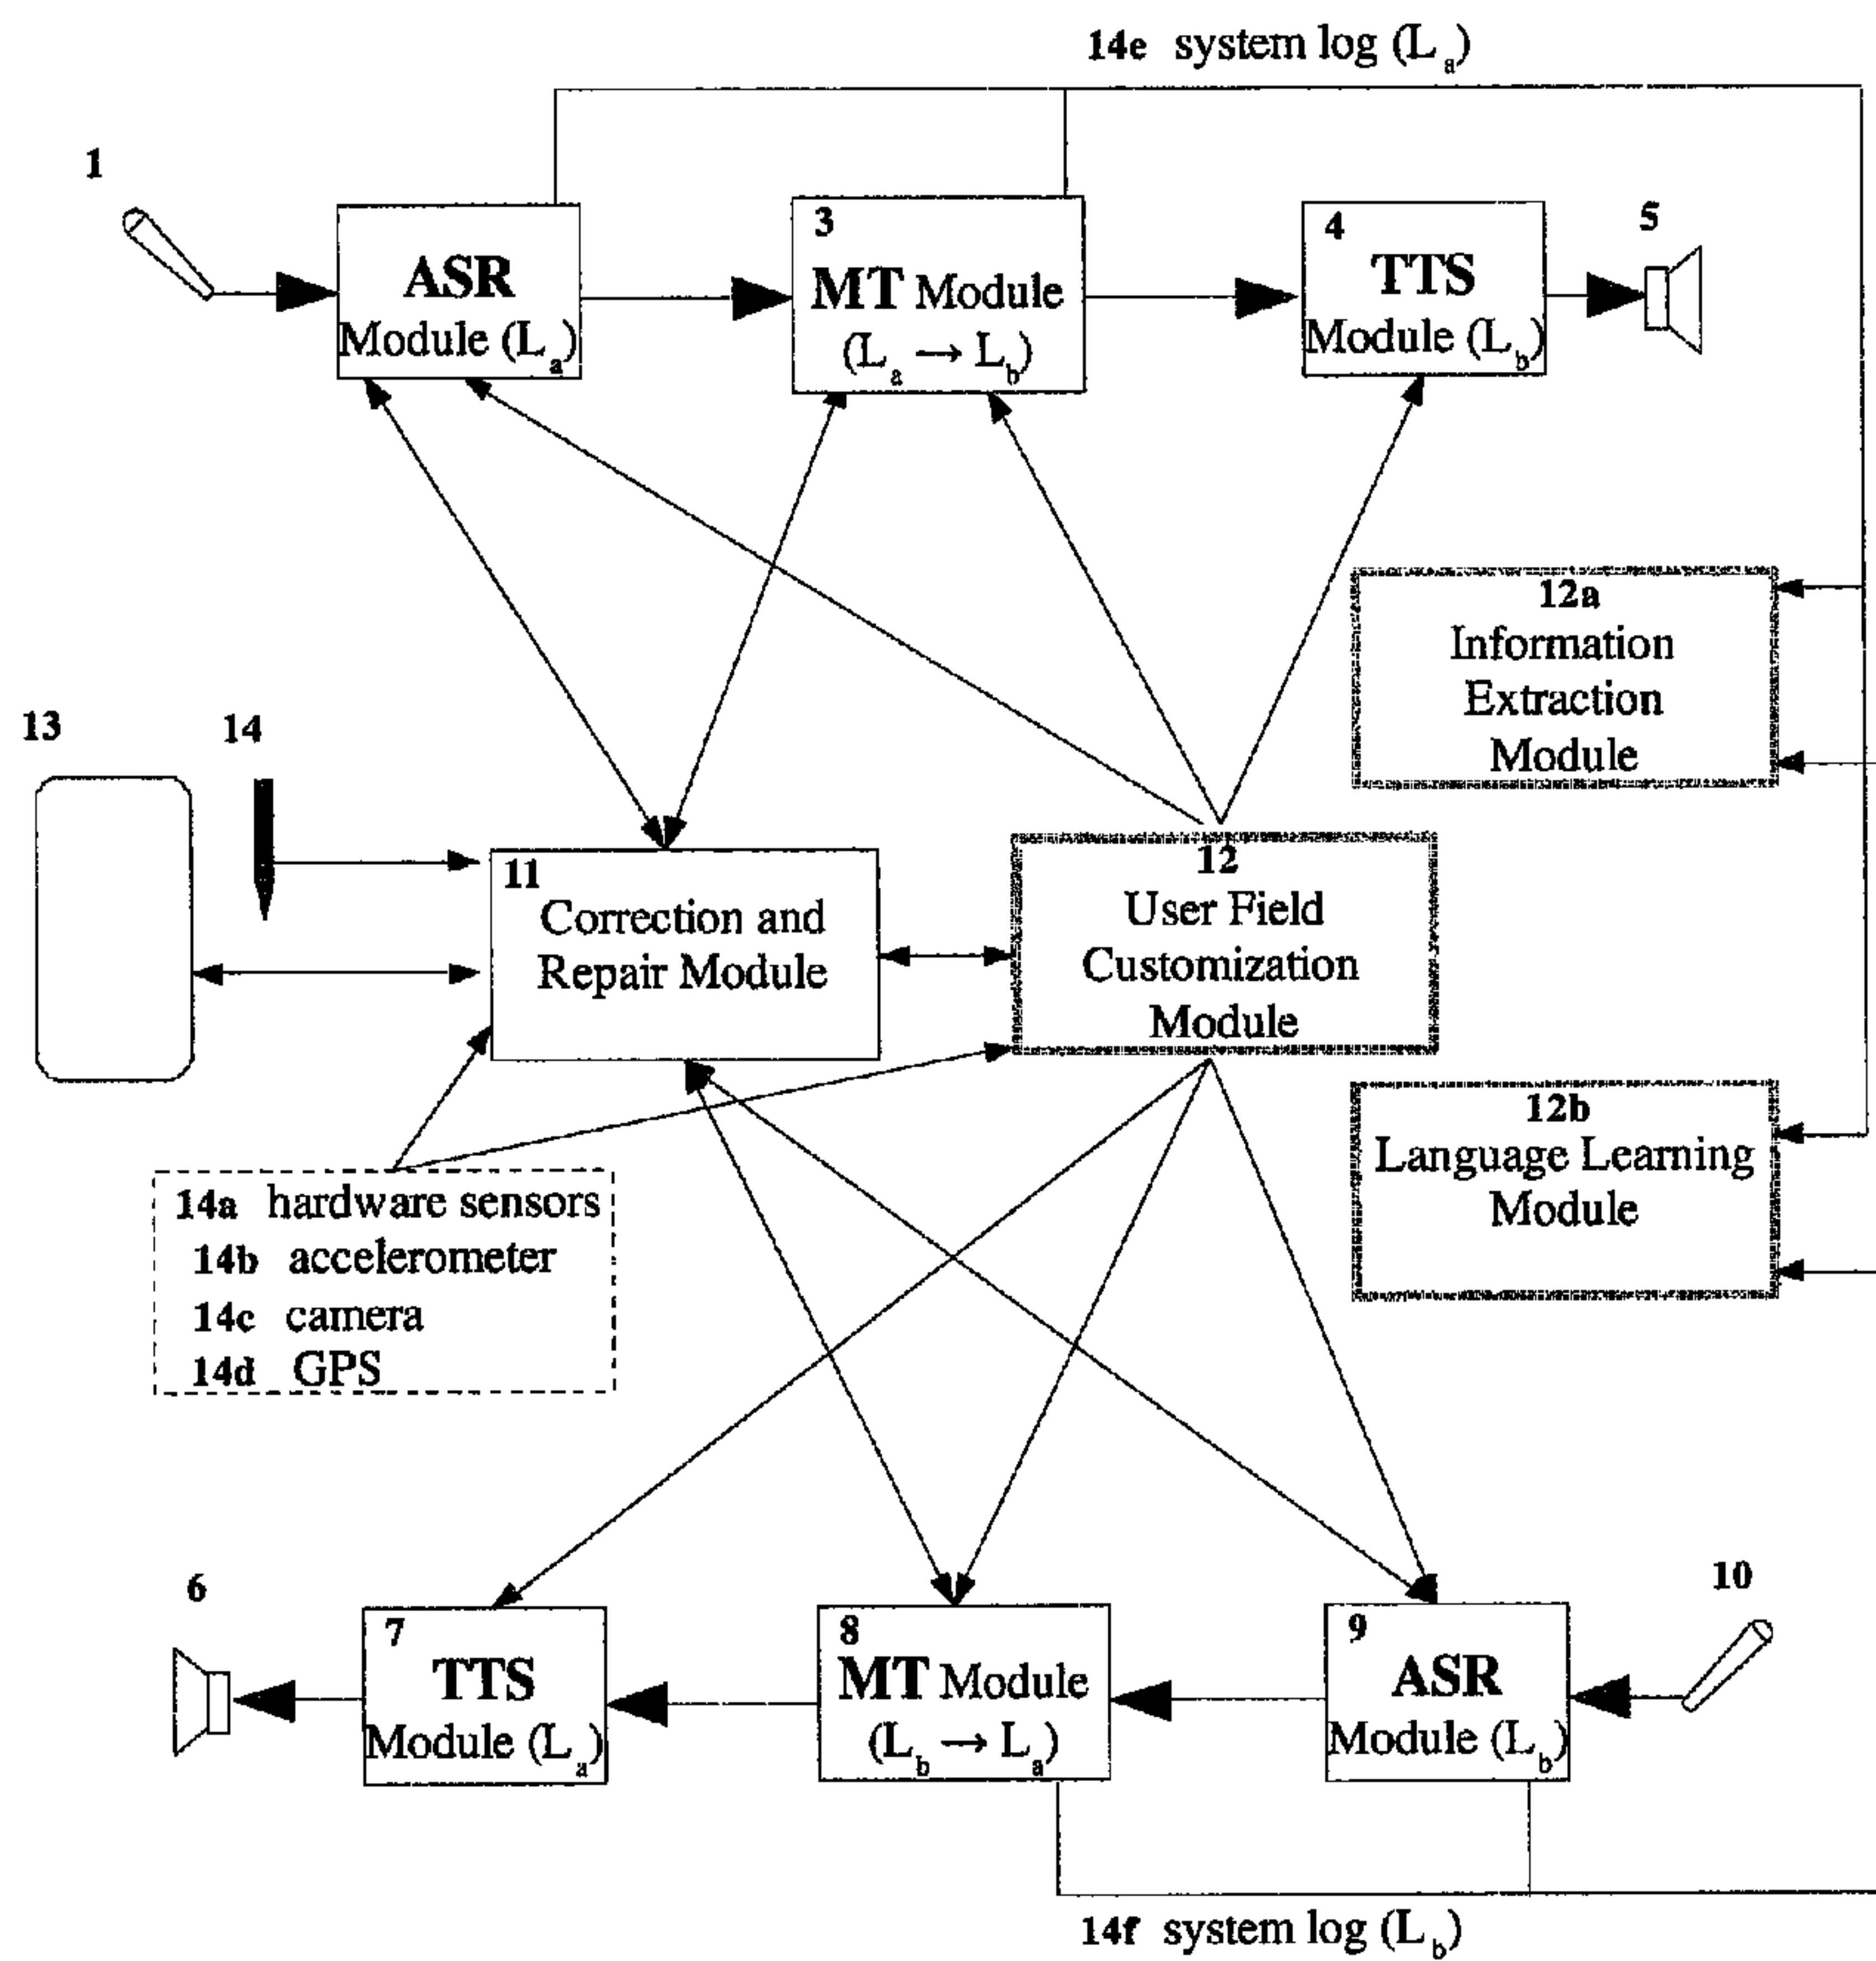 14e system log (La)
1
ASR
Module (La)
3
MT Module
(La → Lb)
4
TTS
Module (Lb)
5
12a
Information
Extraction
Module
13
14
11
Correction and
Repair Module
12
User Field
Customization
Module
12b
Language Learning
Module
14a hardware sensors
14b accelerometer
14c camera
14d GPS
6
7
TTS
Module (La)
8
MT Module
(Lb → La)
9
ASR
Module (Lb)
10
14f system log (Lb)